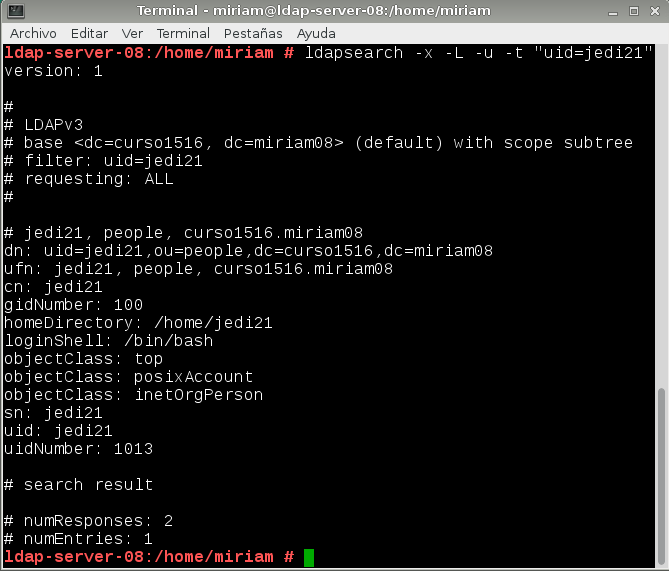 Terminal - miriam@ldap-server-08:/home/miriam
Archivo Editar Ver Terminal Pestañas Ayuda
ldap-server-08:/home/miriam # ldapsearch -x -L -u -t "uid=jedi21"
version: 1
#
# LDAPv3
# base <dc=curso1516, dc=miriam08> (default) with scope subtree
# filter: uid=jedi21
# requesting: ALL
#
# jedi21, people, curso1516.miriam08
dn: uid=jedi21,ou=people,dc=curso1516,dc=miriam08
ufn: jedi21, people, curso1516.miriam08
cn: jedi21
gidNumber: 100
homeDirectory: /home/jedi21
loginShell: /bin/bash
objectClass: top
objectClass: posixAccount
objectClass: inetOrgPerson
sn: jedi21
uid: jedi21
uidNumber: 1013
# search result
# numResponses: 2
# numEntries: 1
ldap-server-08:/home/miriam #